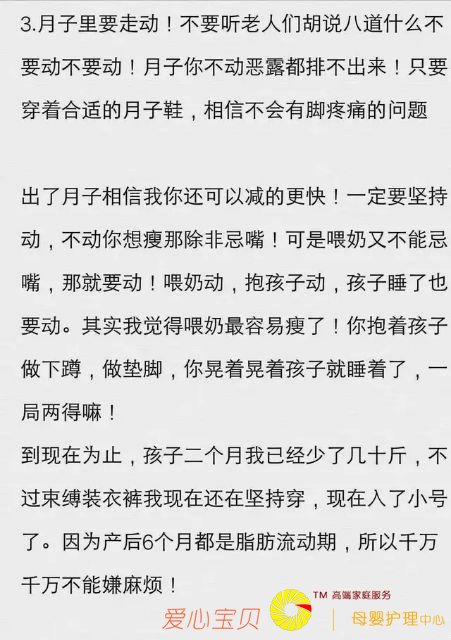 3.月子里要走动！不要听老人们胡说八道什么不
要动不要动！月子你不动恶露都排不出来！只要
穿着合适的月子鞋，相信不会有脚疼痛的问题
出了月子相信我你还可以减的更快！一定要坚持
动，不动你想瘦那除非忌嘴！可是喂奶又不能忌
嘴，那就要动！喂奶动，抱孩子动，孩子睡了也
要动。其实我觉得喂奶最容易瘦了！你抱着孩子
做下蹲，做垫脚，你晃着晃着孩子就睡着了，一
局两得嘛！
到现在为止，孩子二个月我已经少了几十斤，不
过束缚装衣裤我现在还在坚持穿，现在入了小号
了。因为产后6个月都是脂肪流动期，所以千万
千万不能嫌麻烦！
爱心宝贝 TM 高端家庭服务 母婴护理中心